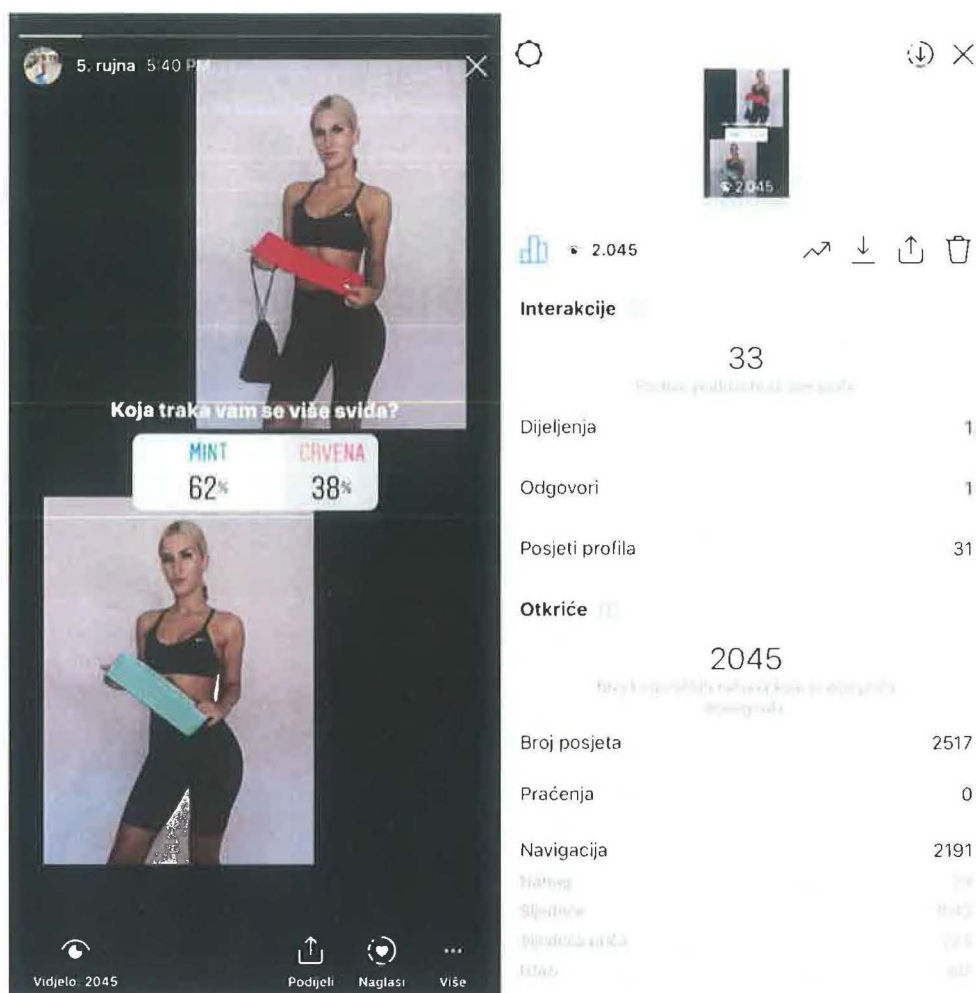 5. rujna 5:40 PM
Koja traka vam se više sviđa?
MINT CRVENA
62% 38%
Vidjelo: 2045
Podijeli Naglasi Više
2.045
2.045
Interakcije
33
Dijeljenja 1
Odgovori 1
Posjeti profila 31
Otkriće
2045
Broj posjeta 2517
Praćenja 0
Navigacija 2191
Natrag
Sljedeće